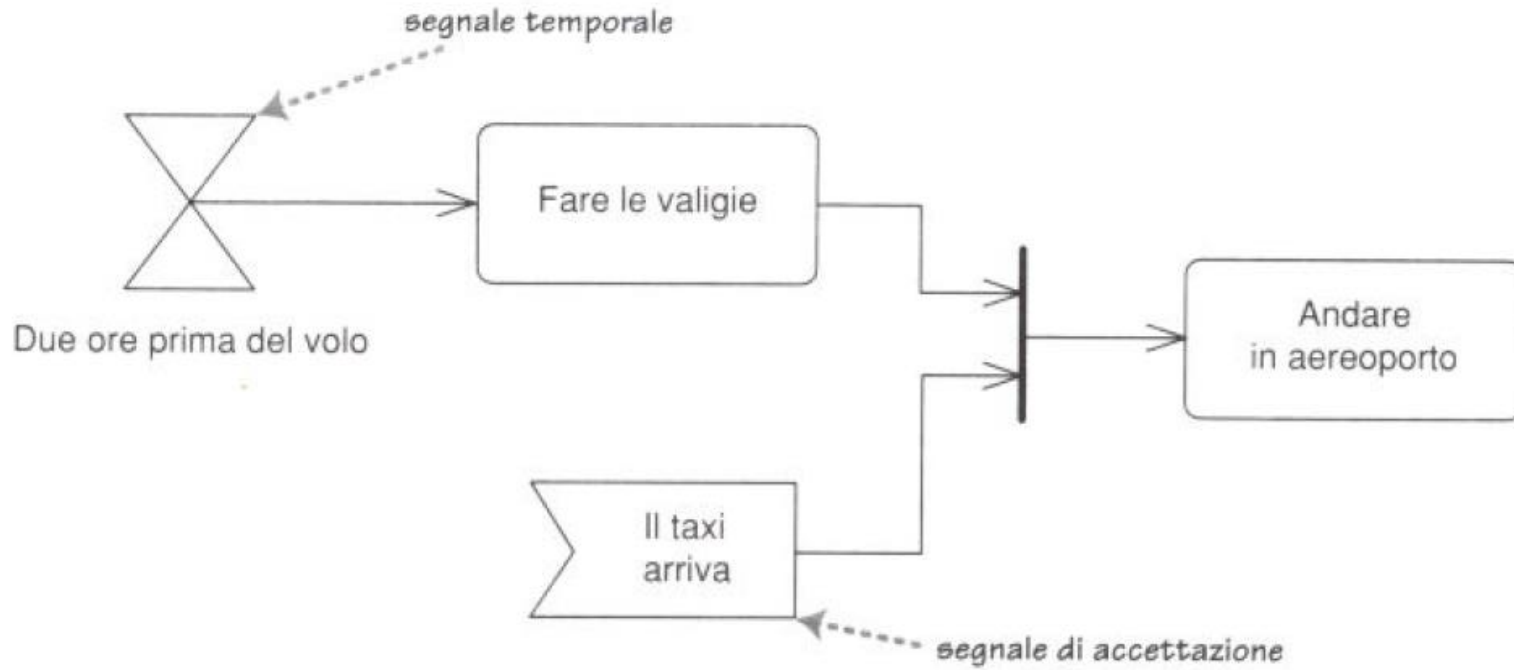 segnale temporale
Fare le valigie
Due ore prima del volo
Andare
in aereoporto
Il taxi
arriva
segnale di accettazione